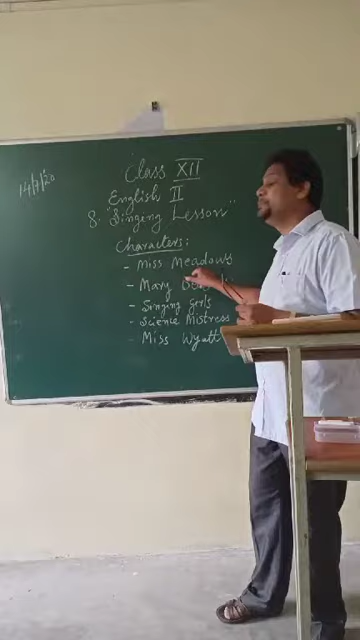 14/7/20
Class XII
English II
8. "Singing Lesson"
Characters:
- Miss Meadows
- Mary
- Singing girls
- Science Mistress
- Miss Wyatt